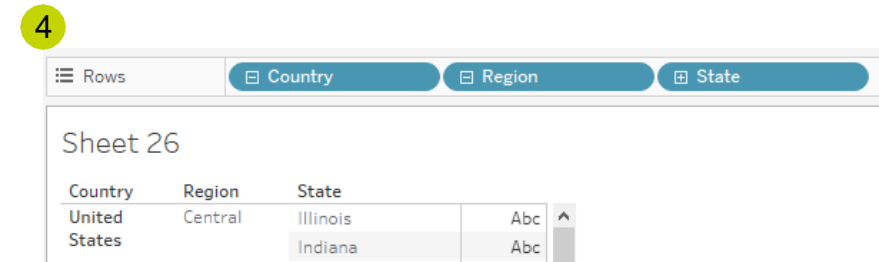 4
Rows Country Region State
Sheet 26
Country Region State
United Central Illinois Abc
States Indiana Abc